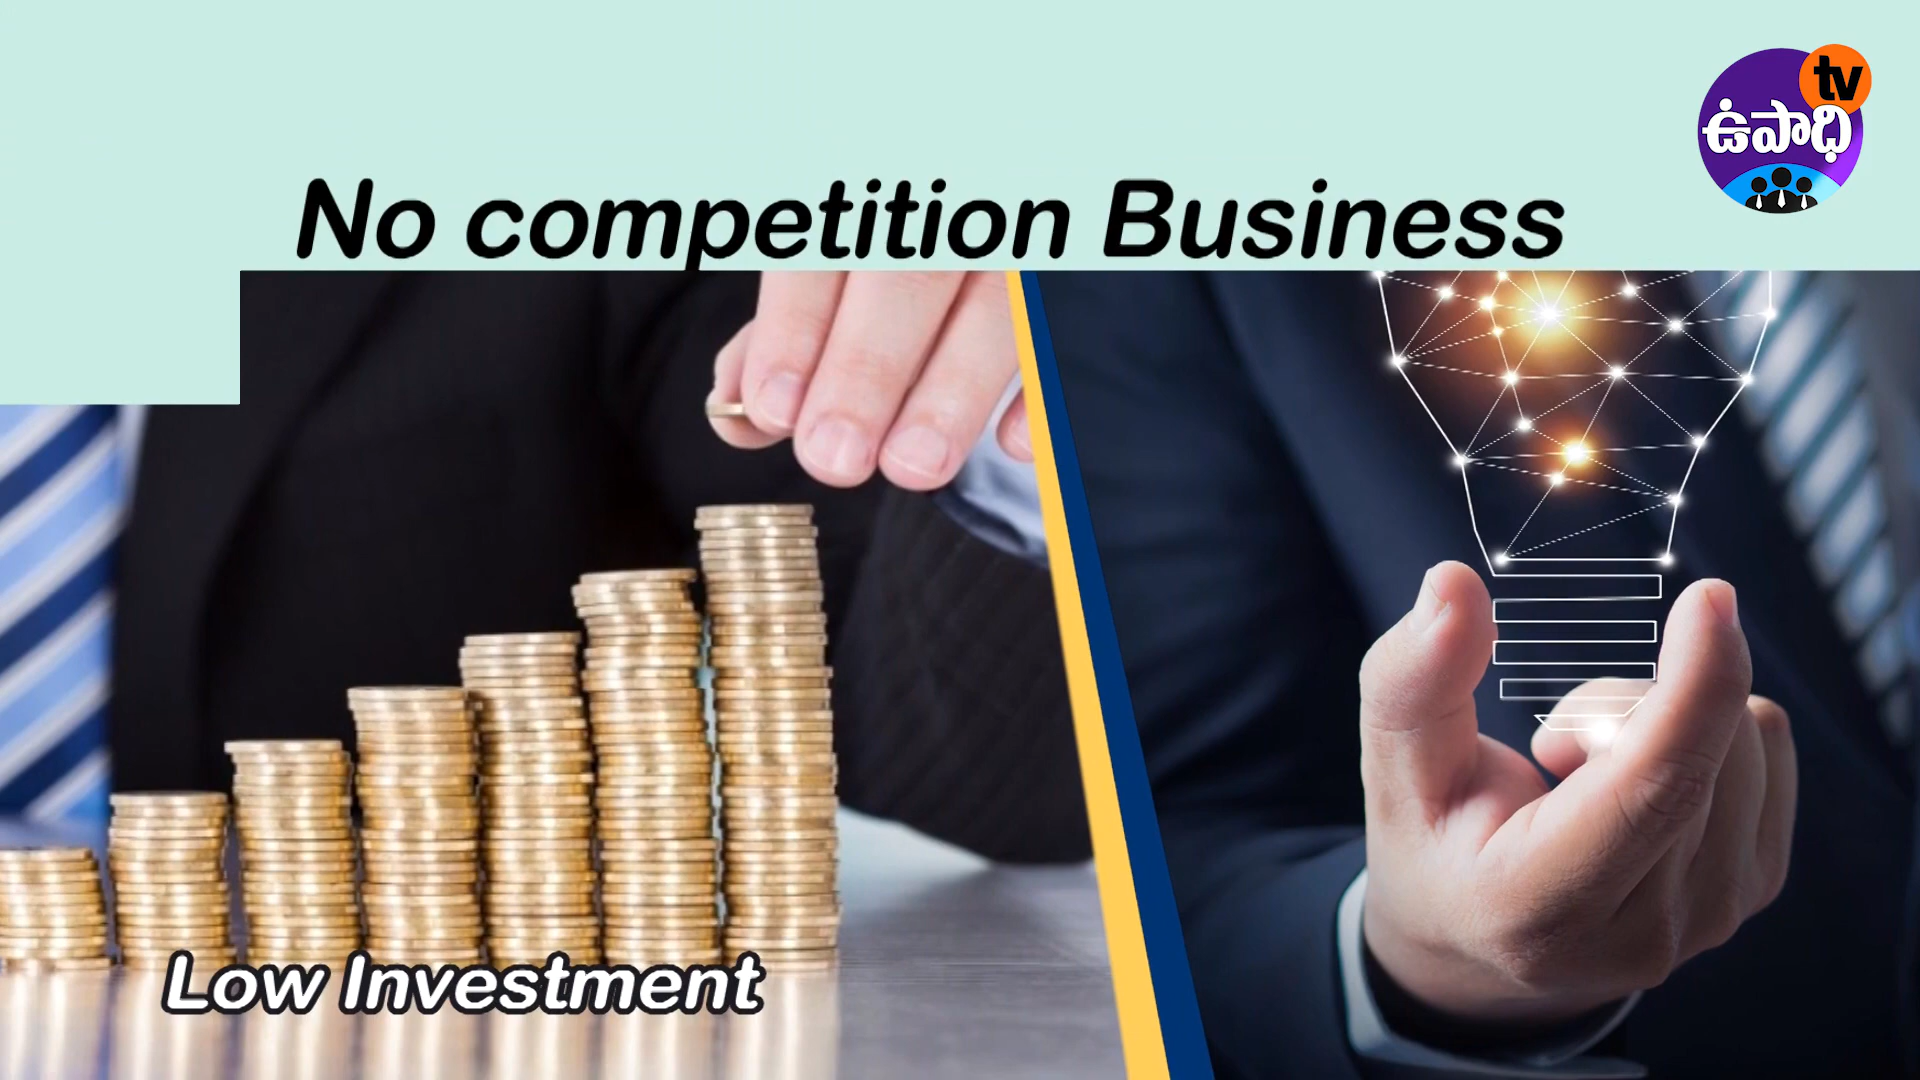 tv
ఉపాధి
No competition Business
Low Investment